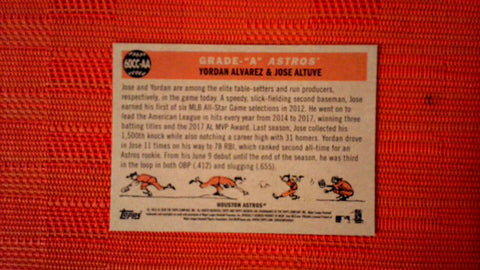 60CC-AA
GRADE-"A" ASTROS
YORDAN ALVAREZ & JOSE ALTUVE
Jose and Yordan are among the elite table-setters and run producers,
respectively, in the game today. A speedy, slick-fielding second baseman, Jose
earned his first of six MLB All-Star Game selections in 2012. He went on to
lead the American League in hits every year from 2014 to 2017, winning three
batting titles and the 2017 AL MVP Award. Last season, Jose collected his
1,500th knock while also notching a career high with 31 homers. Yordan drove
in Jose 11 times on his way to 78 RBI, which ranked second all-time for an
Astros rookie. From his June 9 debut until the end of the season, he was third
in the loop in both OBP (.412) and slugging (.655).
HOUSTON ASTROS
Topps